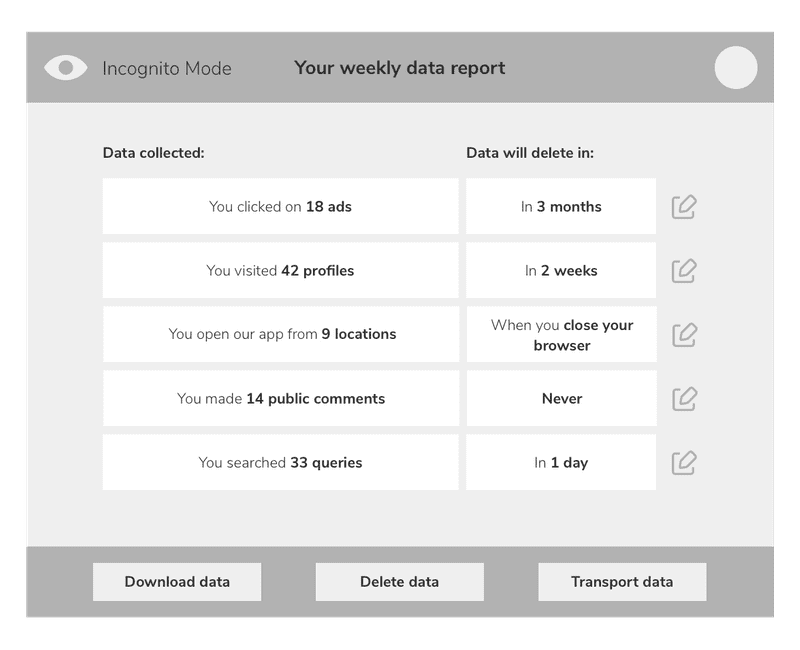 Incognito Mode
Your weekly data report
Data collected:
Data will delete in:
You clicked on 18 ads
In 3 months
You visited 42 profiles
In 2 weeks
You open our app from 9 locations
When you close your
browser
You made 14 public comments
Never
You searched 33 queries
In 1 day
Download data
Delete data
Transport data